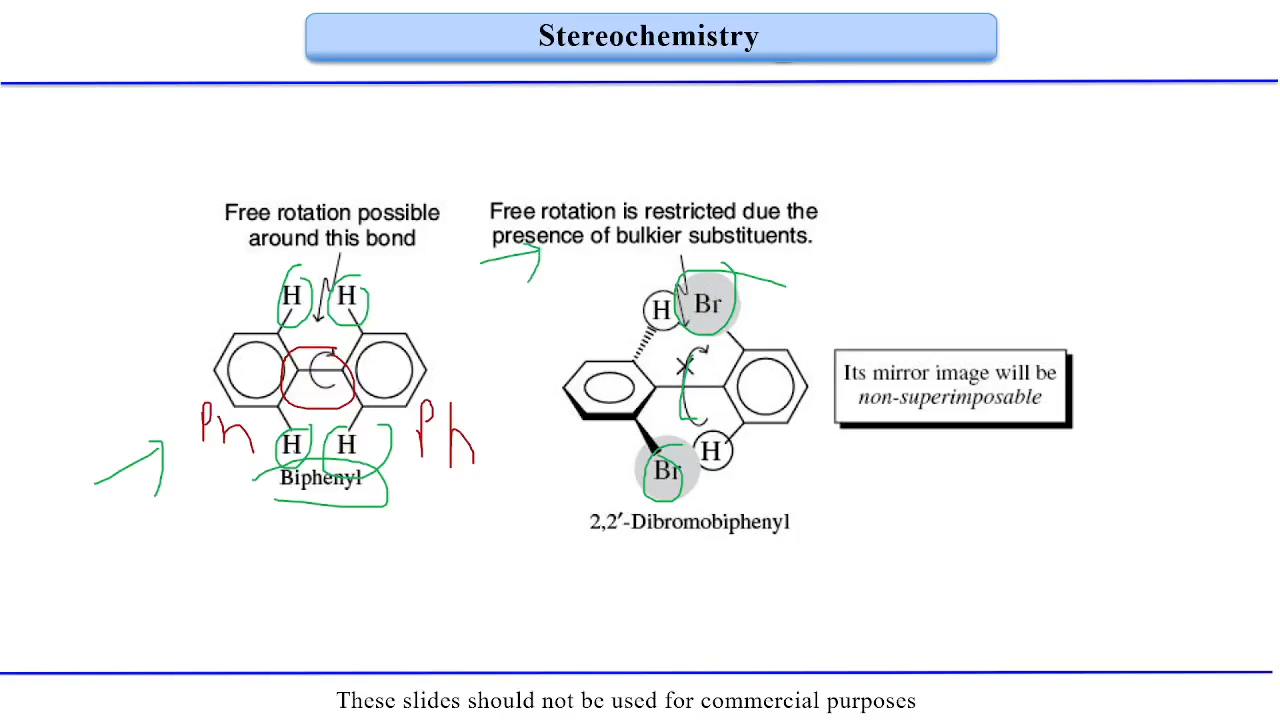 Stereochemistry
Free rotation possible
around this bond
Free rotation is restricted due the
presence of bulkier substituents.
H H
H Br
Its mirror image will be
non-superimposable
Ph Ph
H H
Br H
Biphenyl
2,2′-Dibromobiphenyl
These slides should not be used for commercial purposes